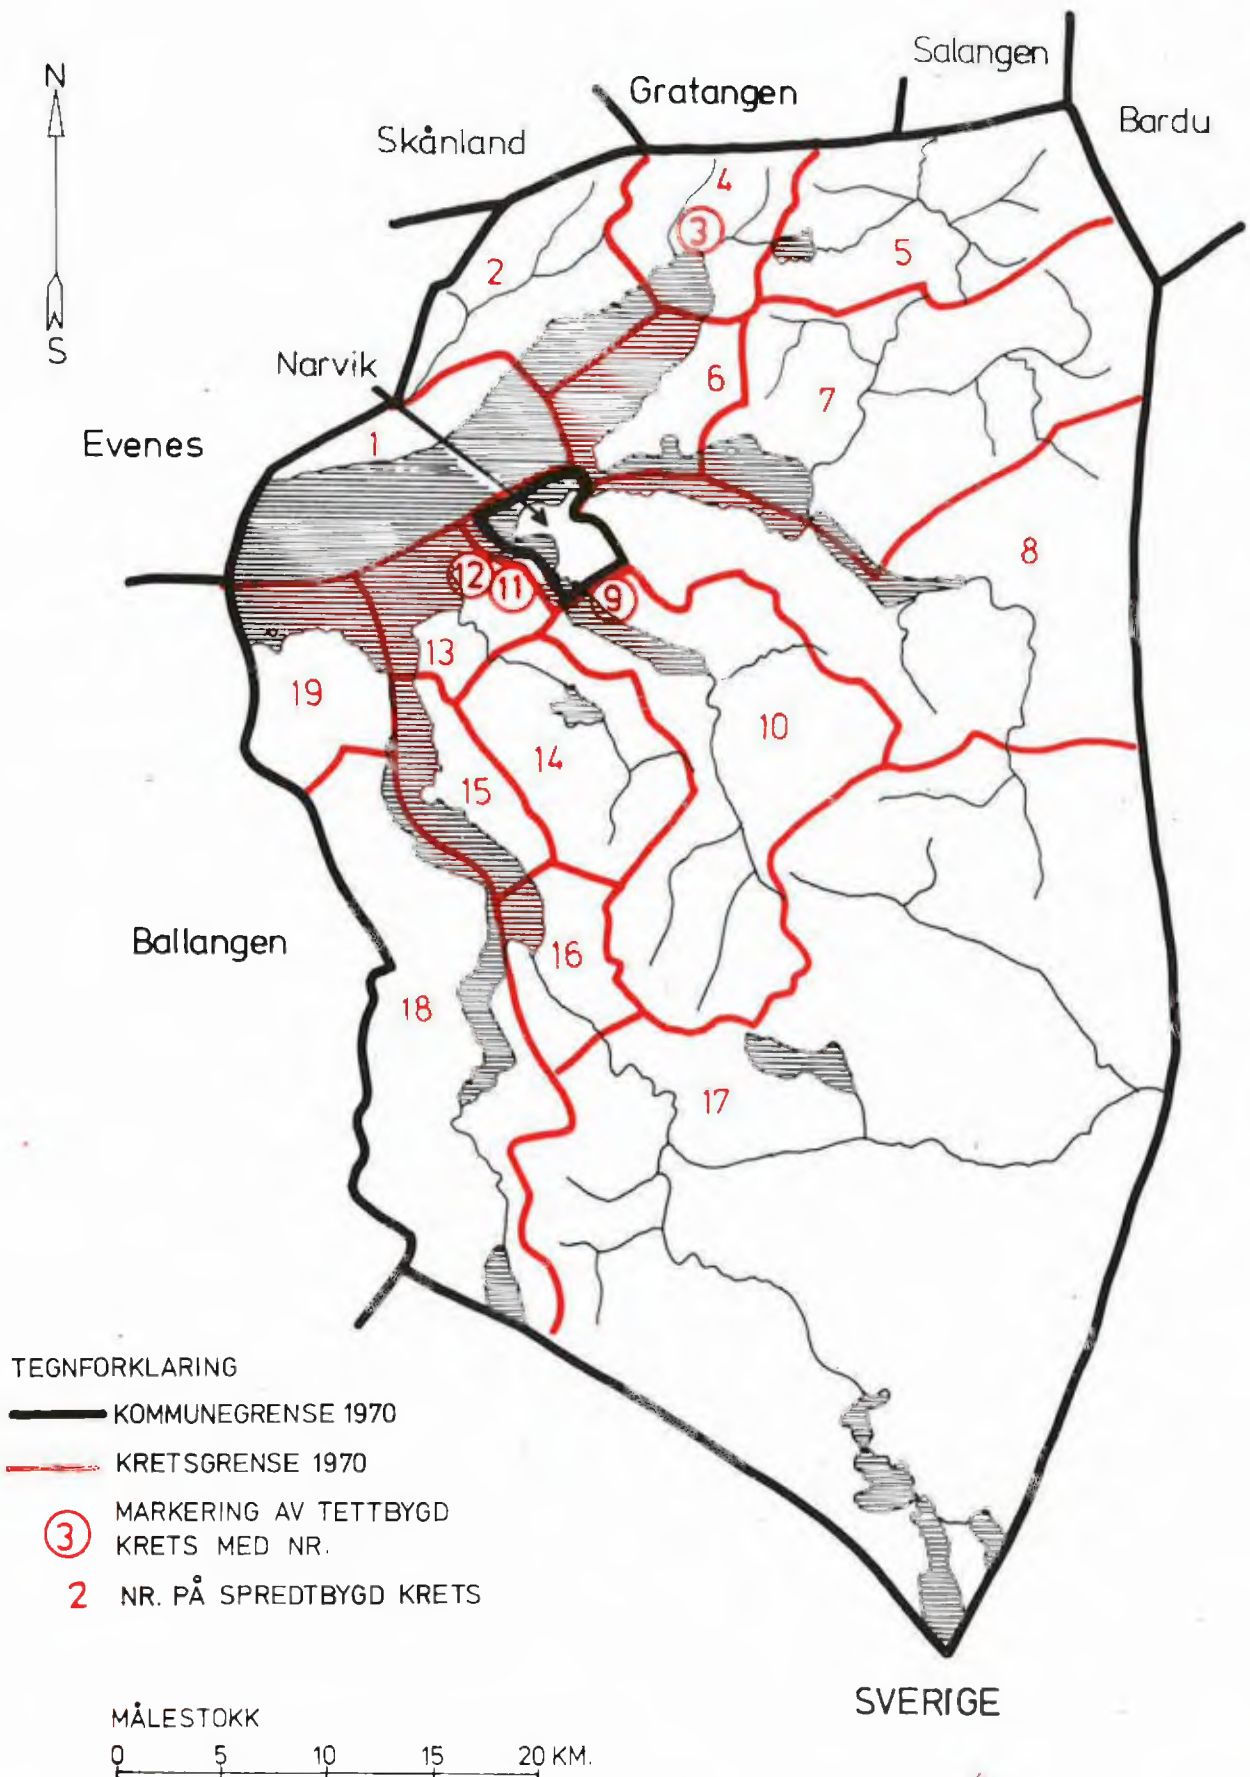 Salangen
N
Gratangen
Bardu
Skånland
4
3
5
2
S
Narvik
6
7
Evenes
1
8
12
11
9
13
19
10
14
15
Ballangen
16
18
17
TEGNFORKLARING
KOMMUNEGRENSE 1970
KRETSGRENSE 1970
3
MARKERING AV TETTBYGD
KRETS MED NR.
2 NR. PÅ SPREDTBYGD KRETS
SVERIGE
MÅLESTOKK
0 5 10 15 20 KM.